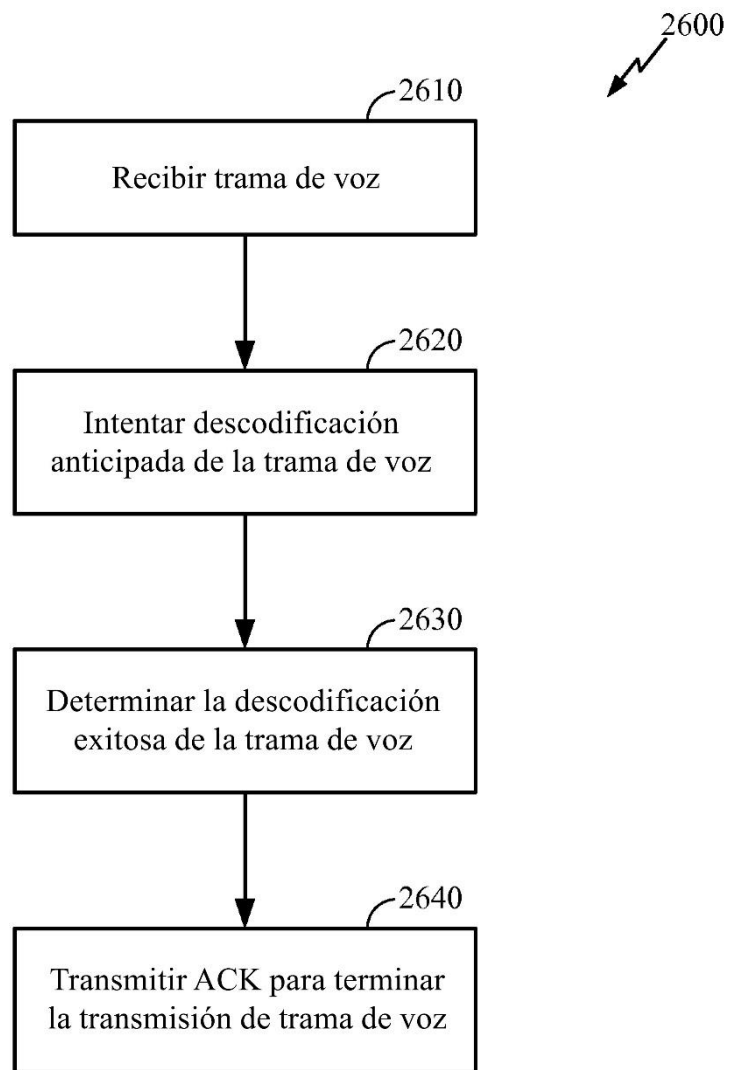 2600
2610
Recibir trama de voz
2620
Intentar descodificación
anticipada de la trama de voz
2630
Determinar la descodificación
exitosa de la trama de voz
2640
Transmitir ACK para terminar
la transmisión de trama de voz